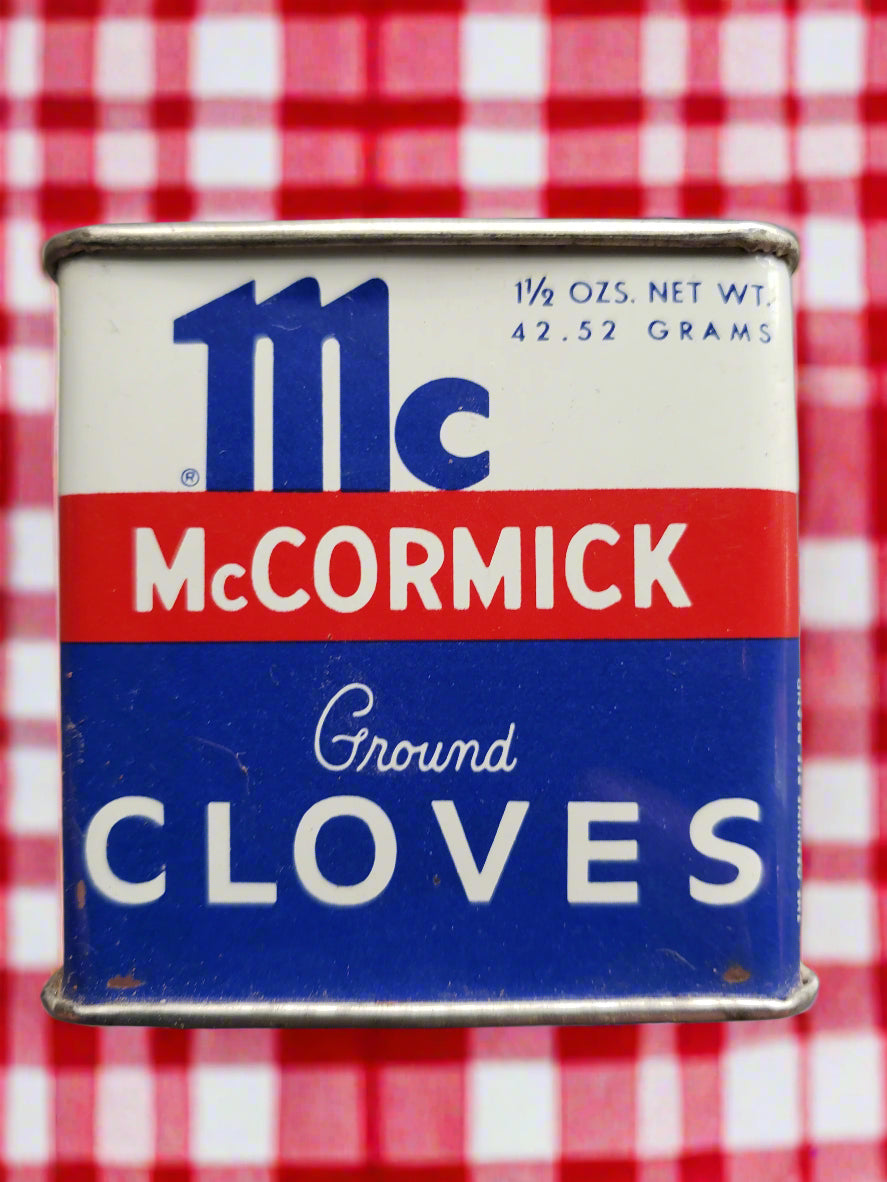 Mc
®
1½ OZS. NET WT.
42.52 GRAMS
McCORMICK
Ground
CLOVES